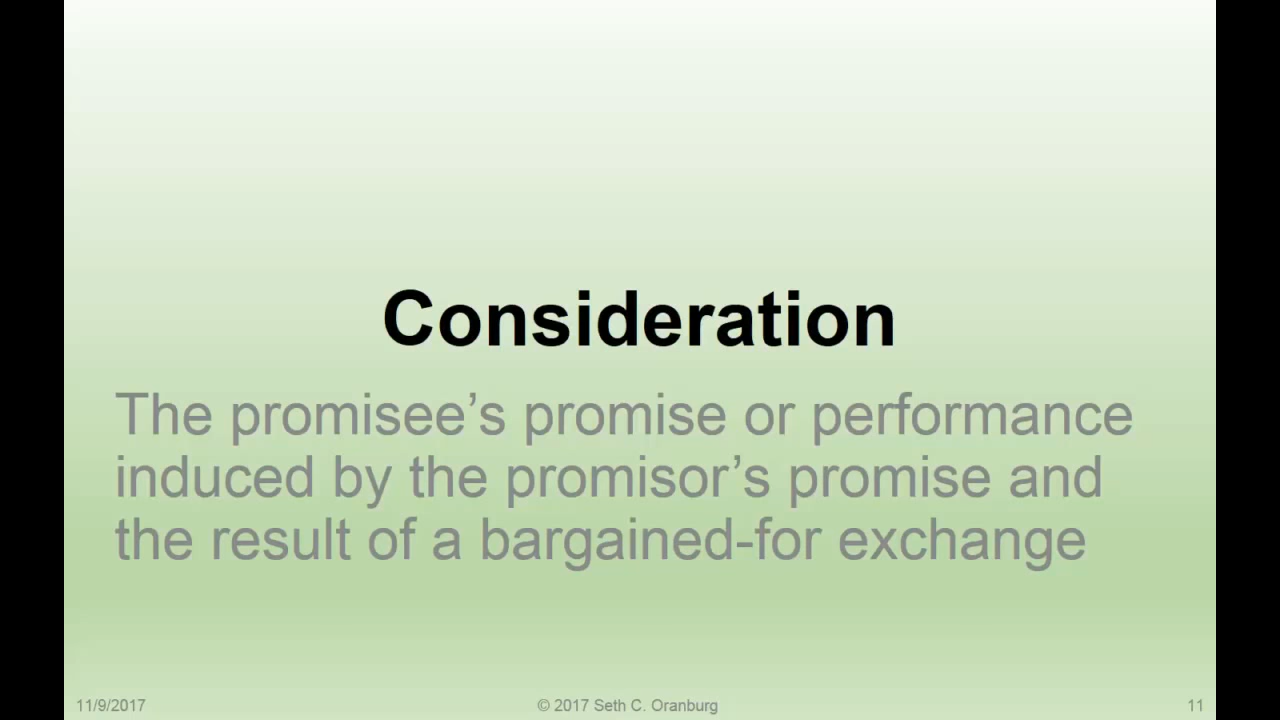 Consideration
The promisee’s promise or performance
induced by the promisor’s promise and
the result of a bargained-for exchange
11/9/2017
© 2017 Seth C. Oranburg
11